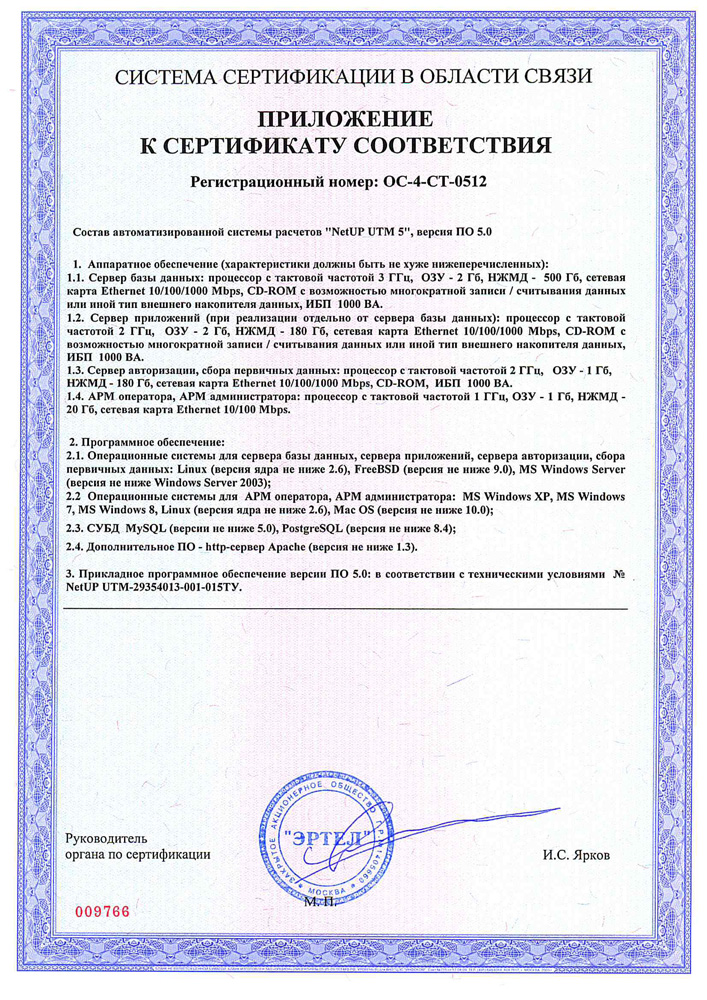 СИСТЕМА СЕРТИФИКАЦИИ В ОБЛАСТИ СВЯЗИ
ПРИЛОЖЕНИЕ
К СЕРТИФИКАТУ СООТВЕТСТВИЯ
Регистрационный номер: ОС-4-СТ-0512
Состав автоматизированной системы расчетов "NetUP UTM 5", версия ПО 5.0
1. Аппаратное обеспечение (характеристики должны быть не хуже нижеперечисленных):
1.1. Сервер базы данных: процессор с тактовой частотой 3 ГГц, ОЗУ - 2 Гб, НЖМД - 500 Гб, сетевая
карта Ethernet 10/100/1000 Mbps, CD-ROM с возможностью многократной записи / считывания данных
или иной тип внешнего накопителя данных, ИБП 1000 ВА.
1.2. Сервер приложений (при реализации отдельно от сервера базы данных): процессор с тактовой
частотой 2 ГГц, ОЗУ - 2 Гб, НЖМД - 180 Гб, сетевая карта Ethernet 10/100/1000 Mbps, CD-ROM с
возможностью многократной записи / считывания данных или иной тип внешнего накопителя данных,
ИБП 1000 ВА.
1.3. Сервер авторизации, сбора первичных данных: процессор с тактовой частотой 2 ГГц, ОЗУ - 1 Гб,
НЖМД - 180 Гб, сетевая карта Ethernet 10/100/1000 Mbps, CD-ROM, ИБП 1000 ВА.
1.4. АРМ оператора, АРМ администратора: процессор с тактовой частотой 1 ГГц, ОЗУ - 1 Гб, НЖМД -
20 Гб, сетевая карта Ethernet 10/100 Mbps.
2. Программное обеспечение:
2.1. Операционные системы для сервера базы данных, сервера приложений, сервера авторизации, сбора
первичных данных: Linux (версия ядра не ниже 2.6), FreeBSD (версия не ниже 9.0), MS Windows Server
(версия не ниже Windows Server 2003);
2.2 Операционные системы для АРМ оператора, АРМ администратора: MS Windows XP, MS Windows
7, MS Windows 8, Linux (версия ядра не ниже 2.6), Mac OS (версия не ниже 10.0);
2.3. СУБД MySQL (версии не ниже 5.0), PostgreSQL (версия не ниже 8.4);
2.4. Дополнительное ПО - http-сервер Apache (версия не ниже 1.3).
3. Прикладное программное обеспечение версии ПО 5.0: в соответствии с техническими условиями №
NetUP UTM-29354013-001-015ТУ.
ЗАКРЫТОЕ АКЦИОНЕРНОЕ ОБЩЕСТВО
"ЭРТЕЛ"
МОСКВА
Руководитель
органа по сертификации
И.С. Ярков
М. П.
009766